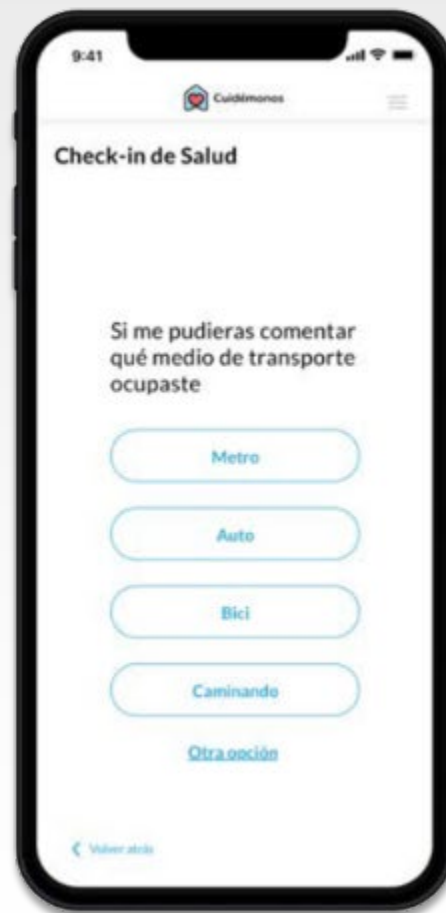 9:41
Cuidémonos
Check-in de Salud
Si me pudieras comentar
qué medio de transporte
ocupaste
Metro
Auto
Bici
Caminando
Otra opción
Volver atrás